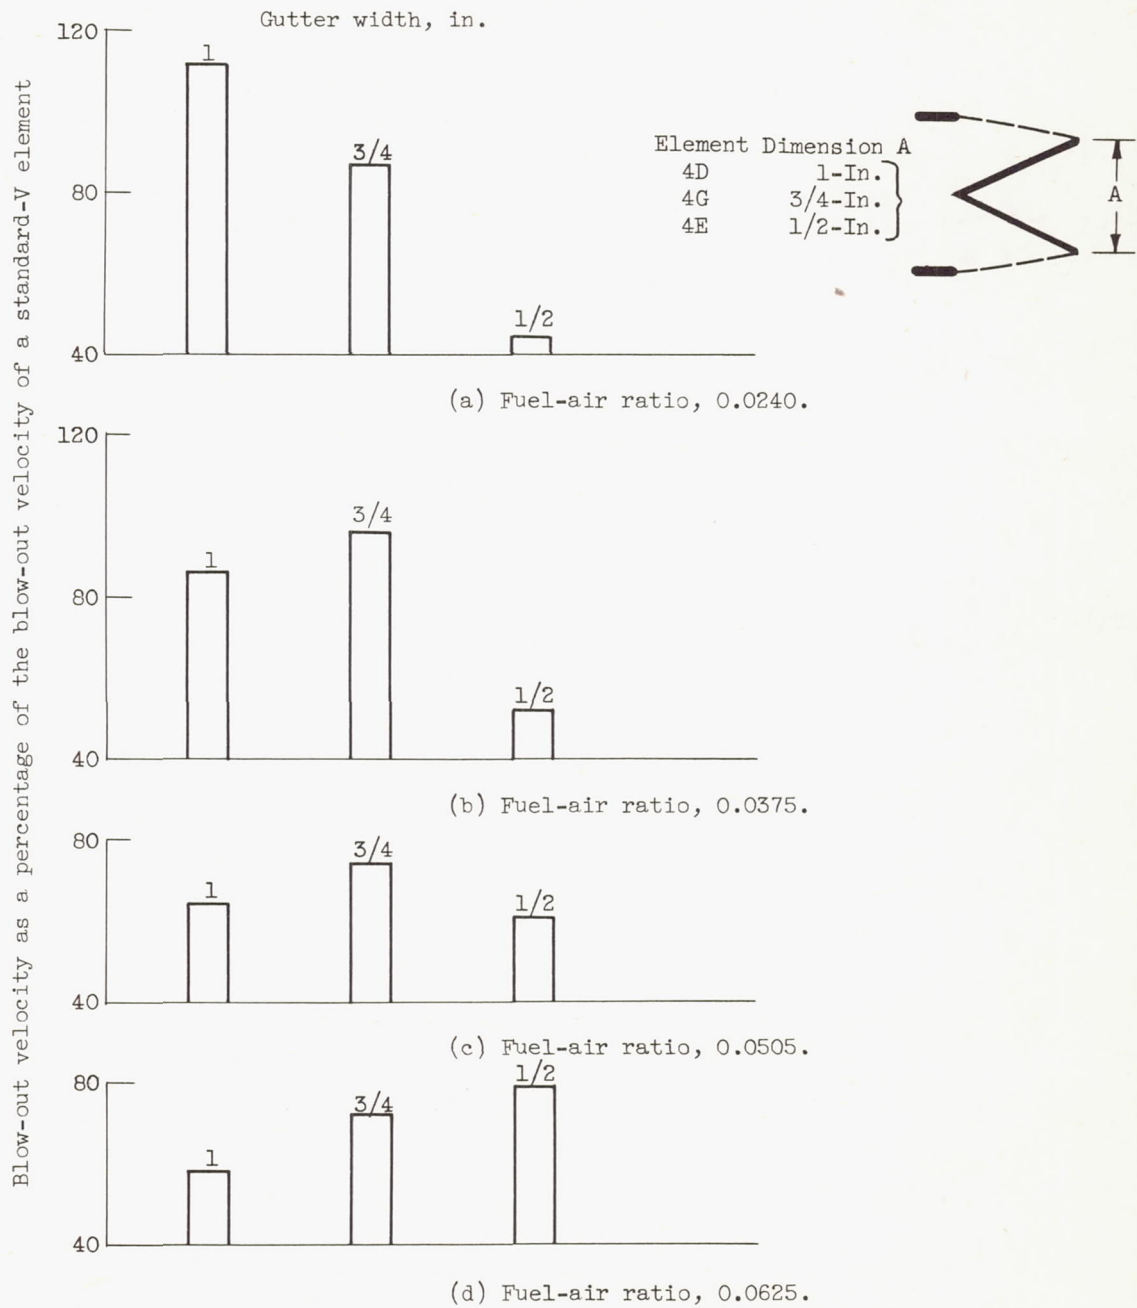 Blow-out velocity as a percentage of the blow-out velocity of a standard-V element
Gutter width, in.
120
80
40
1
3/4
1/2
Element Dimension A
4D 1-In.
4G 3/4-In.
4E 1/2-In.
A
(a) Fuel-air ratio, 0.0240.
120
80
40
1
3/4
1/2
(b) Fuel-air ratio, 0.0375.
80
40
1
3/4
1/2
(c) Fuel-air ratio, 0.0505.
80
40
1
3/4
1/2
(d) Fuel-air ratio, 0.0625.